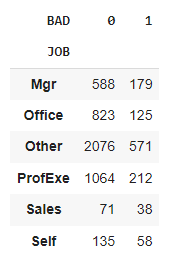 BAD 0 1
JOB
Mgr 588 179
Office 823 125
Other 2076 571
ProfExe 1064 212
Sales 71 38
Self 135 58